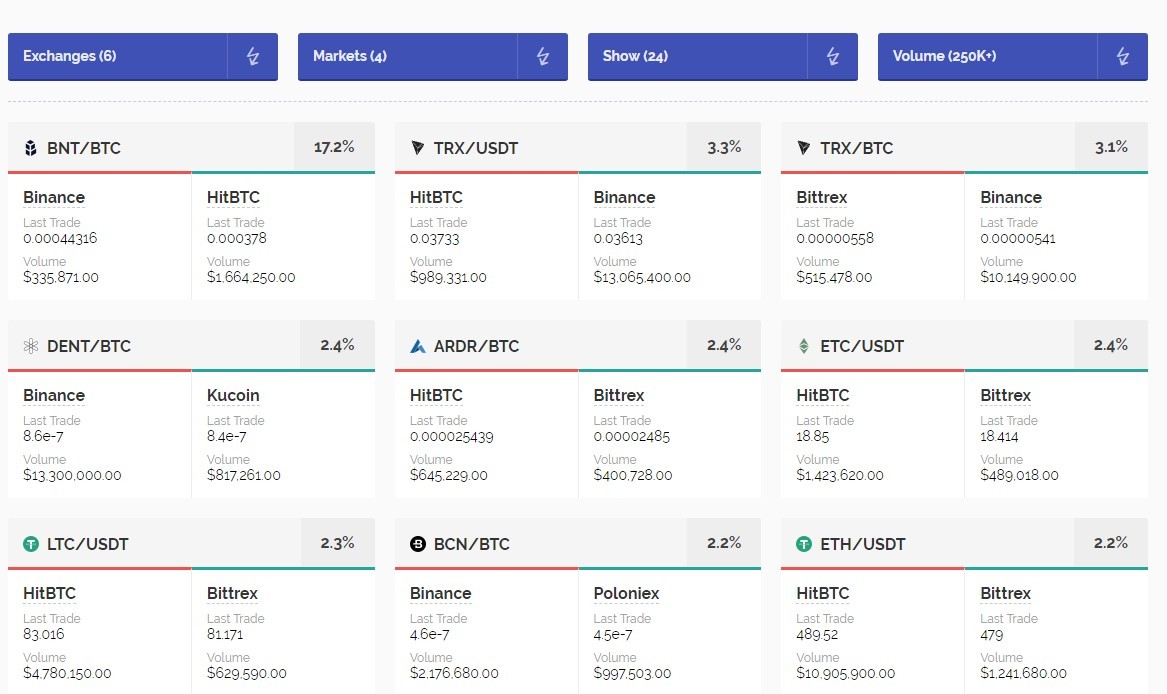 Exchanges (6)
Markets (4)
Show (24)
Volume (250K+)
BNT/BTC
17.2%
Binance
Last Trade
0.00044316
Volume
$335,871.00
HitBTC
Last Trade
0.000378
Volume
$1,664,250.00
TRX/USDT
3.3%
HitBTC
Last Trade
0.03733
Volume
$989,331.00
Binance
Last Trade
0.03613
Volume
$13,065,400.00
TRX/BTC
3.1%
Bittrex
Last Trade
0.00000558
Volume
$515,478.00
Binance
Last Trade
0.00000541
Volume
$10,149,900.00
DENT/BTC
2.4%
Binance
Last Trade
8.6e-7
Volume
$13,300,000.00
Kucoin
Last Trade
8.4e-7
Volume
$817,261.00
ARDR/BTC
2.4%
HitBTC
Last Trade
0.000025439
Volume
$645,229.00
Bittrex
Last Trade
0.00002485
Volume
$400,728.00
ETC/USDT
2.4%
HitBTC
Last Trade
18.85
Volume
$1,423,620.00
Bittrex
Last Trade
18.414
Volume
$489,018.00
LTC/USDT
2.3%
HitBTC
Last Trade
83.016
Volume
$4,780,150.00
Bittrex
Last Trade
81.171
Volume
$629,590.00
BCN/BTC
2.2%
Binance
Last Trade
4.6e-7
Volume
$2,176,680.00
Poloniex
Last Trade
4.5e-7
Volume
$997,503.00
ETH/USDT
2.2%
HitBTC
Last Trade
489.52
Volume
$10,905,900.00
Bittrex
Last Trade
479
Volume
$1,241,680.00